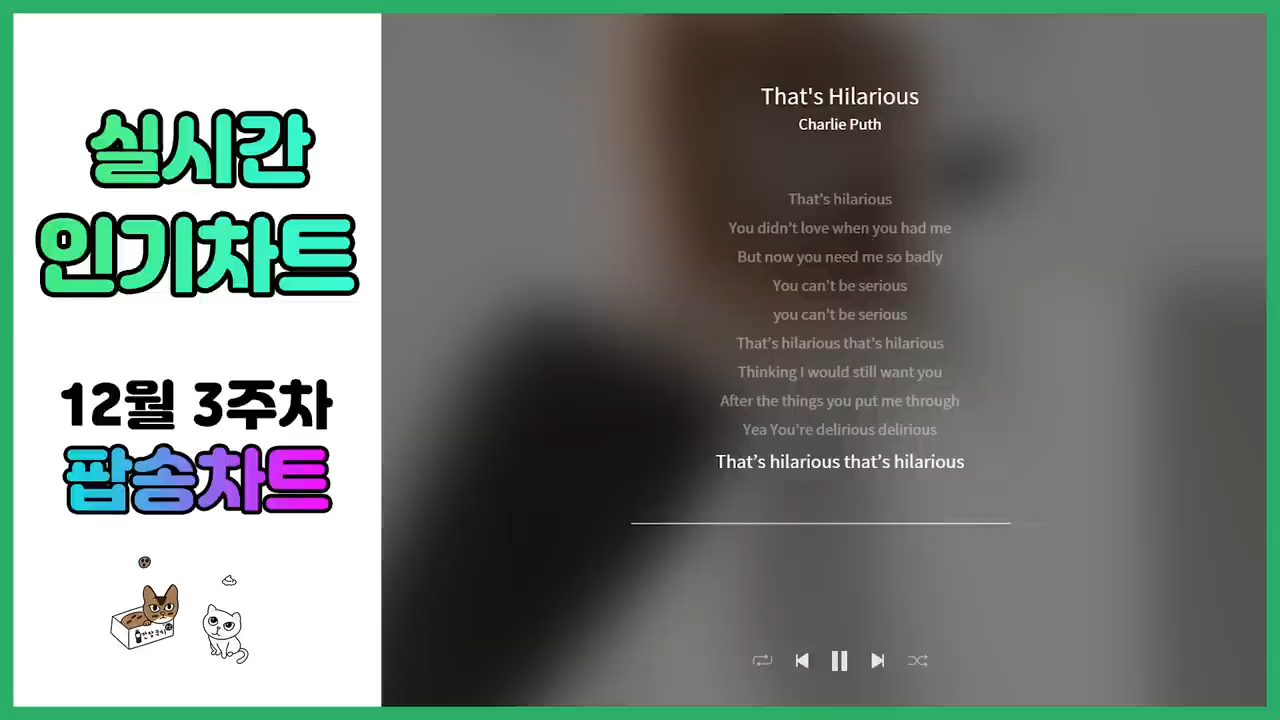 실시간
인기차트
12월 3주차
팝송차트
That's Hilarious
Charlie Puth
That’s hilarious
You didn’t love when you had me
But now you need me so badly
You can’t be serious
you can’t be serious
That’s hilarious that’s hilarious
Thinking I would still want you
After the things you put me through
Yea You’re delirious delirious
That’s hilarious that’s hilarious